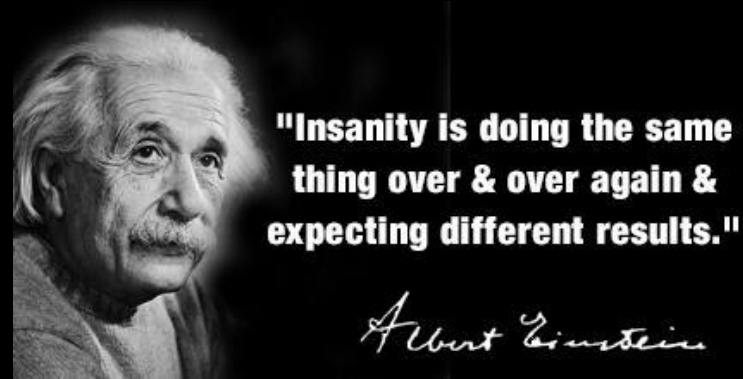 "Insanity is doing the same
thing over & over again &
expecting different results."
Albert Einstein